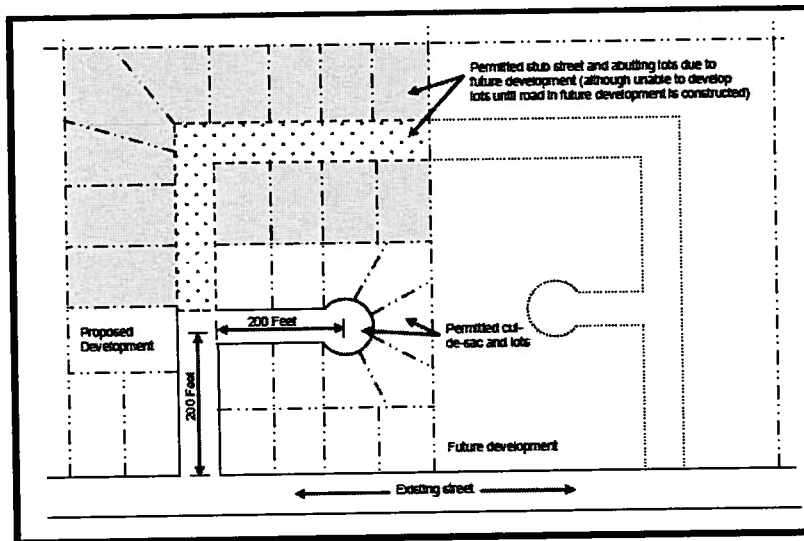 Permitted stub street and abutting lots due to
future development (although unable to develop
lots until road in future development is constructed)
200 Feet
Proposed
Development
Permitted cul-
de-sac and lots
200 Feet
Future development
Existing street